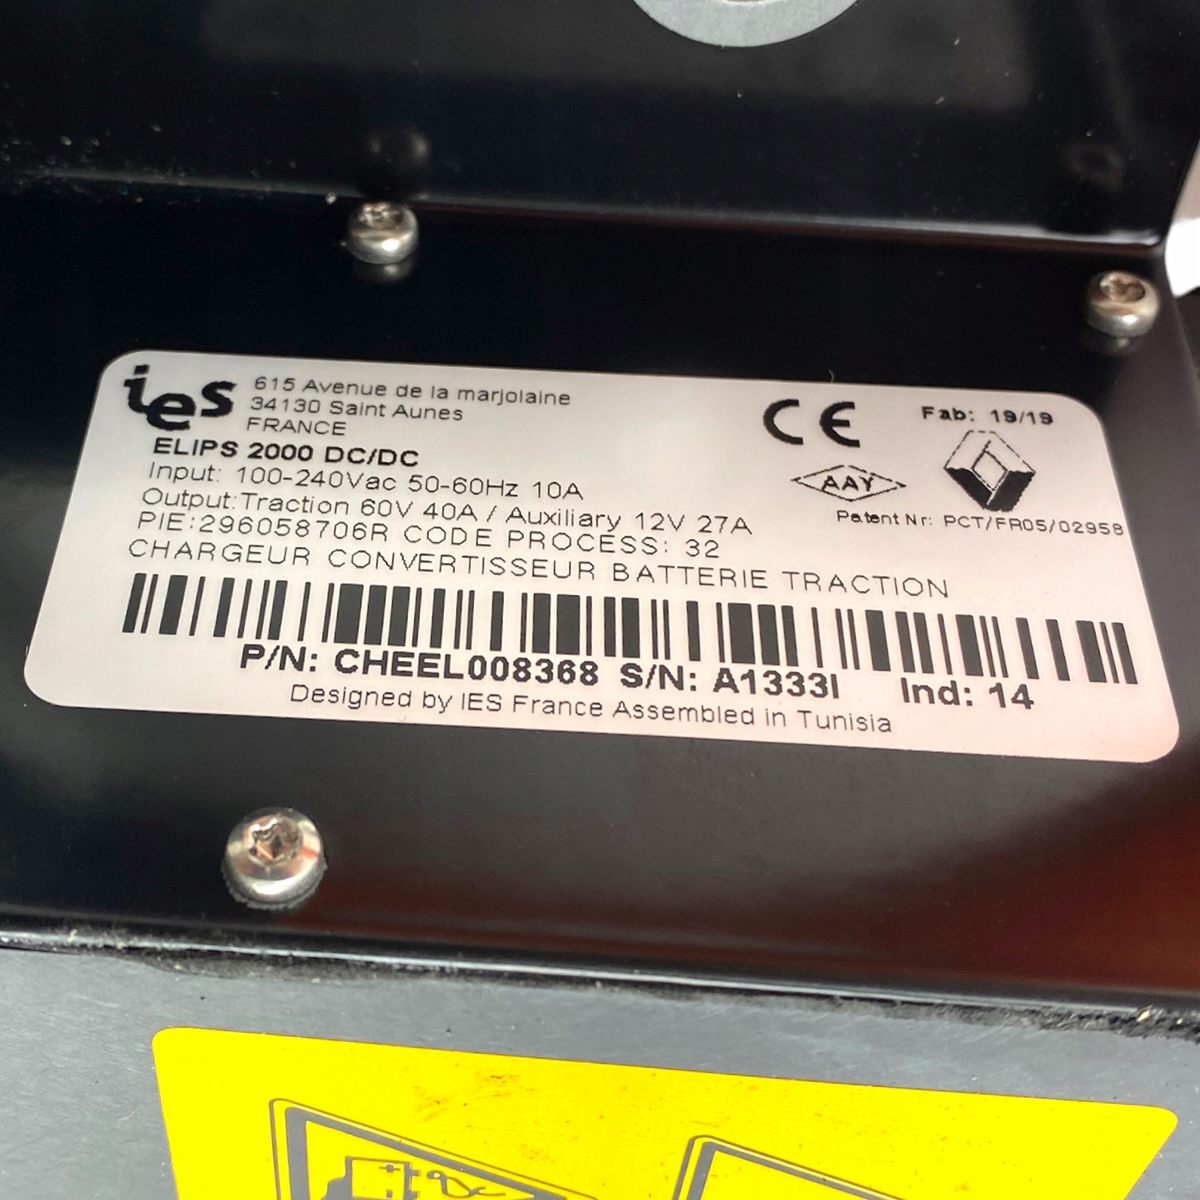 ies
615 Avenue de la marjolaine
34130 Saint Aunes
FRANCE
CE
Fab: 19/19
ELIPS 2000 DC/DC
Input: 100-240Vac 50-60Hz 10A
AAY
Output:Traction 60V 40A / Auxiliary 12V 27A
Patent Nr: PCT/FR05/02958
PIE:296058706R CODE PROCESS: 32
CHARGEUR CONVERTISSEUR BATTERIE TRACTION
P/N: CHEEL008368 S/N: A1333I Ind: 14
Designed by IES France Assembled in Tunisia